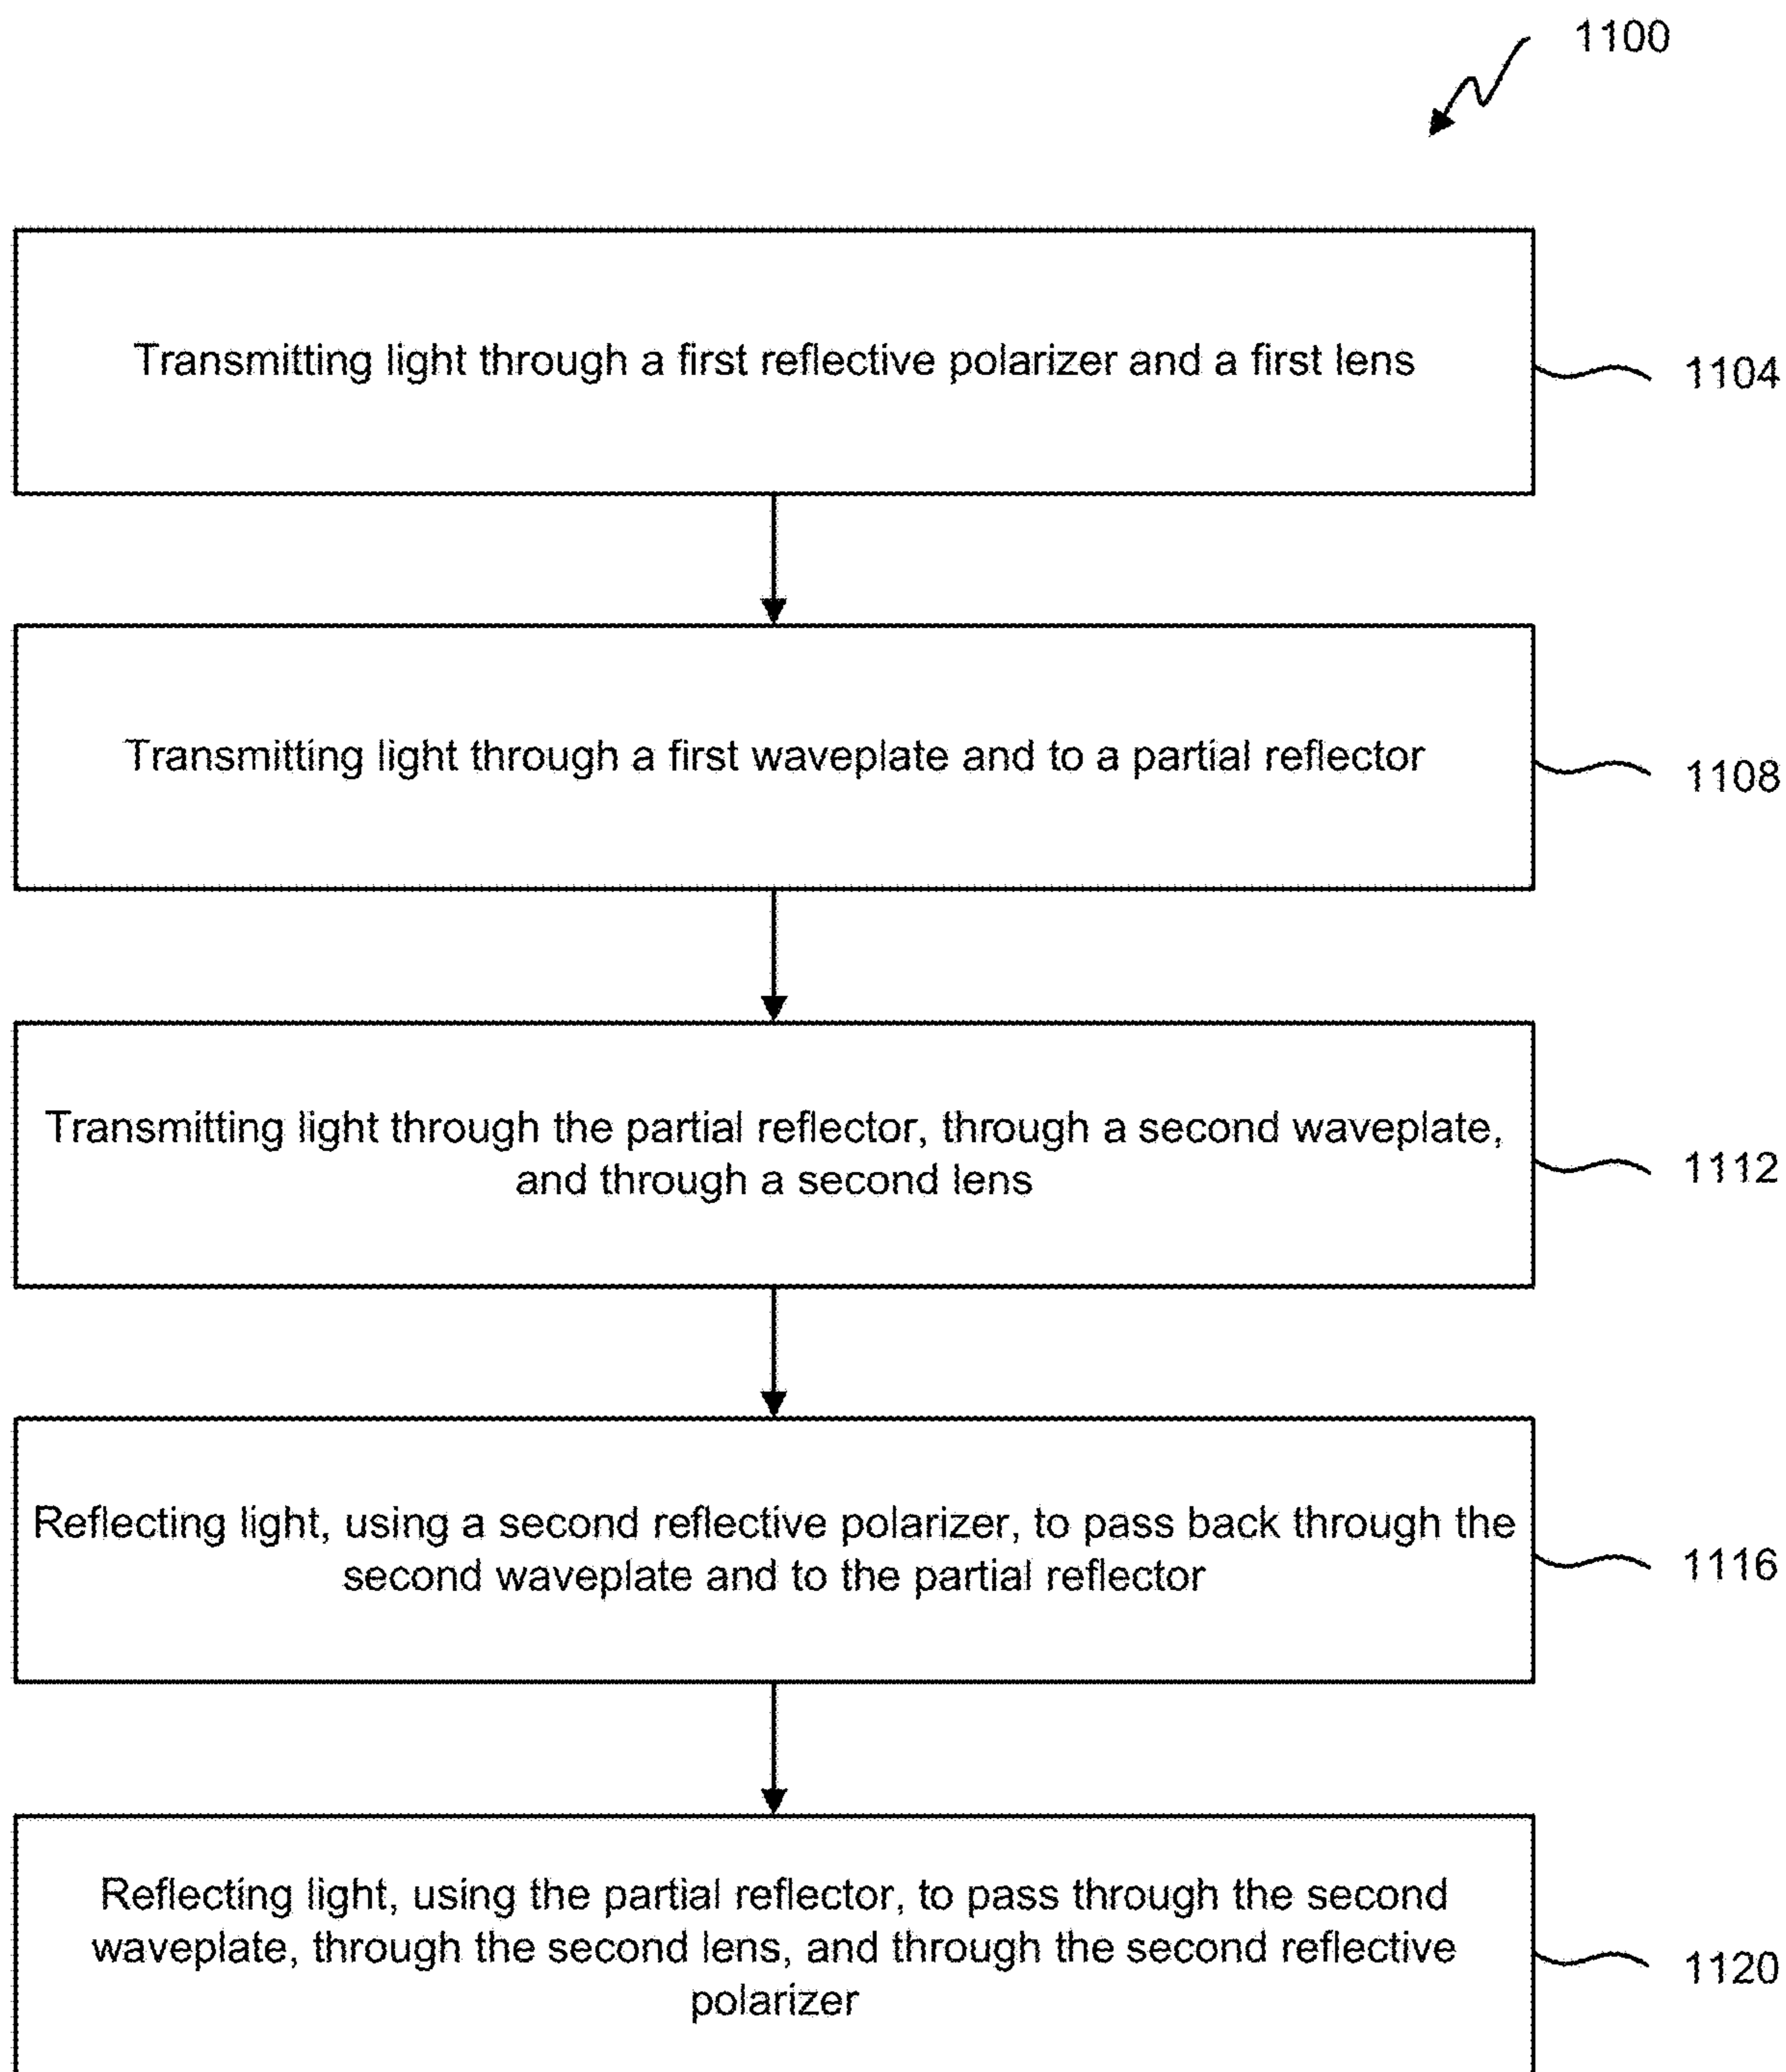 1100
Transmitting light through a first reflective polarizer and a first lens
1104
Transmitting light through a first waveplate and to a partial reflector
1108
Transmitting light through the partial reflector, through a second waveplate,
and through a second lens
1112
Reflecting light, using a second reflective polarizer, to pass back through the
second waveplate and to the partial reflector
1116
Reflecting light, using the partial reflector, to pass through the second
waveplate, through the second lens, and through the second reflective
polarizer
1120